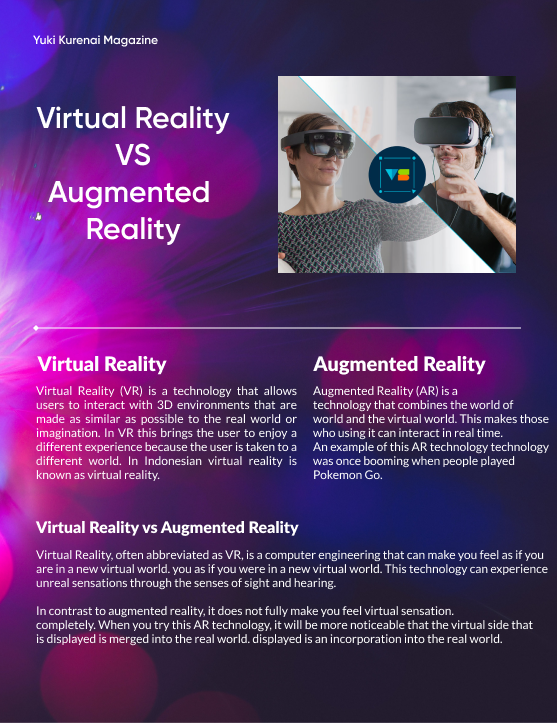 Yuki Kurenai Magazine
Virtual Reality
VS
Augmented
Reality
VS
Virtual Reality
Virtual Reality (VR) is a technology that allows
users to interact with 3D environments that are
made as similar as possible to the real world or
imagination. In VR this brings the user to enjoy a
different experience because the user is taken to a
different world. In Indonesian virtual reality is
known as virtual reality.
Augmented Reality
Augmented Reality (AR) is a
technology that combines the world of
world and the virtual world. This makes those
who using it can interact in real time.
An example of this AR technology technology
was once booming when people played
Pokemon Go.
Virtual Reality vs Augmented Reality
Virtual Reality, often abbreviated as VR, is a computer engineering that can make you feel as if you
are in a new virtual world. you as if you were in a new virtual world. This technology can experience
unreal sensations through the senses of sight and hearing.
In contrast to augmented reality, it does not fully make you feel virtual sensation.
completely. When you try this AR technology, it will be more noticeable that the virtual side that
is displayed is merged into the real world. displayed is an incorporation into the real world.